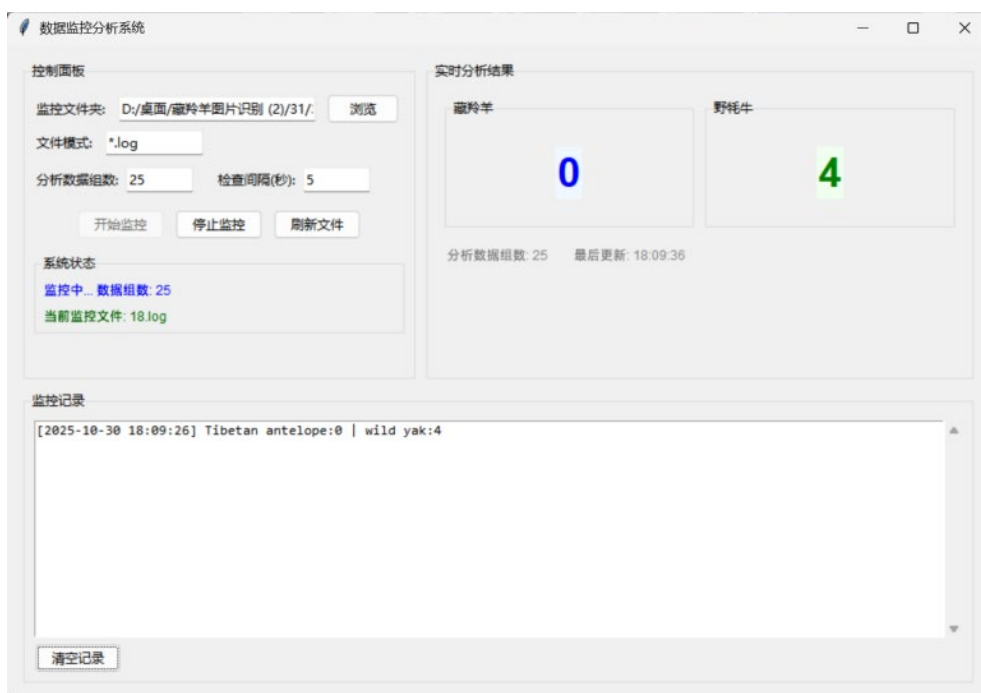 数据监控分析系统
控制面板
监控文件夹: D:/桌面/藏羚羊图片识别 (2)/31/ 浏览
文件模式: *.log
分析数据组数: 25 检查间隔(秒): 5
开始监控 停止监控 刷新文件
系统状态
监控中... 数据组数: 25
当前监控文件: 18.log
实时分析结果
藏羚羊 野牦牛
0 4
分析数据组数: 25 最后更新: 18:09:36
监控记录
[2025-10-30 18:09:26] Tibetan antelope:0 | wild yak:4
清空记录